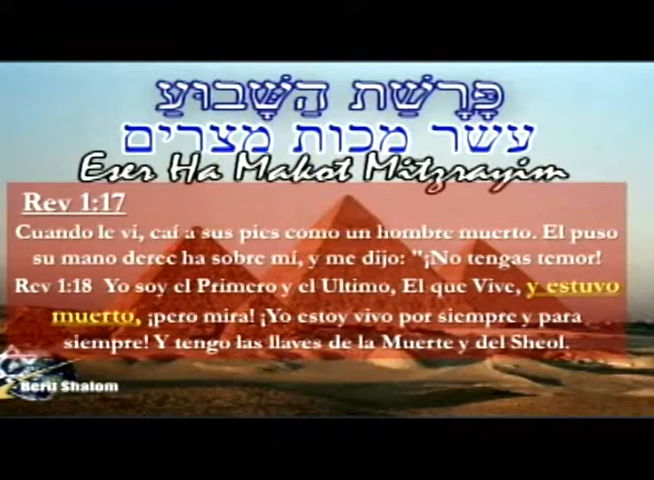 פָּרָשַׁת הַשָּׁבוּעַ
עשר מכות מצרים
Eser Ha Makot Mitzrayim
Rev 1:17
Cuando le vi, caí a sus pies como un hombre muerto. El puso
su mano derec ha sobre mí, y me dijo: "¡No tengas temor!
Rev 1:18 Yo soy el Primero y el Ultimo, El que Vive, y estuvo
muerto, ¡pero mira! ¡Yo estoy vivo por siempre y para
siempre! Y tengo las llaves de la Muerte y del Sheol.
Berit Shalom